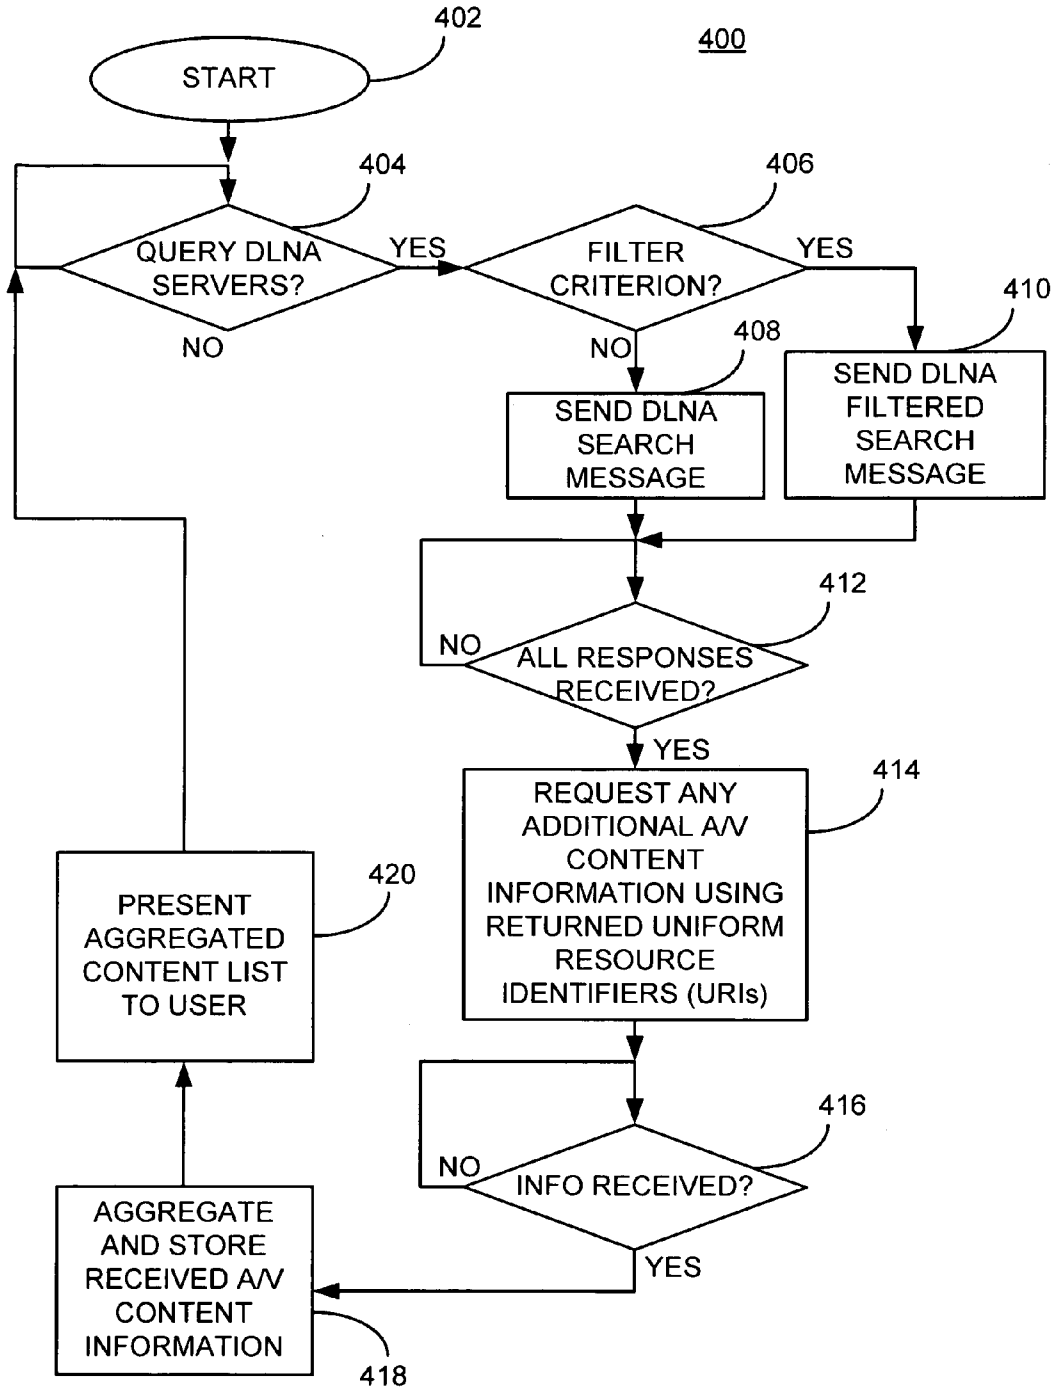 402
400
START
404
406
QUERY DLNA
SERVERS?
YES
FILTER
CRITERION?
YES
NO
NO
408
410
SEND DLNA
SEARCH
MESSAGE
SEND DLNA
FILTERED
SEARCH
MESSAGE
412
NO
ALL RESPONSES
RECEIVED?
YES
414
REQUEST ANY
ADDITIONAL A/V
CONTENT
INFORMATION USING
RETURNED UNIFORM
RESOURCE
IDENTIFIERS (URIs)
420
PRESENT
AGGREGATED
CONTENT LIST
TO USER
416
NO
INFO RECEIVED?
YES
AGGREGATE
AND STORE
RECEIVED A/V
CONTENT
INFORMATION
418